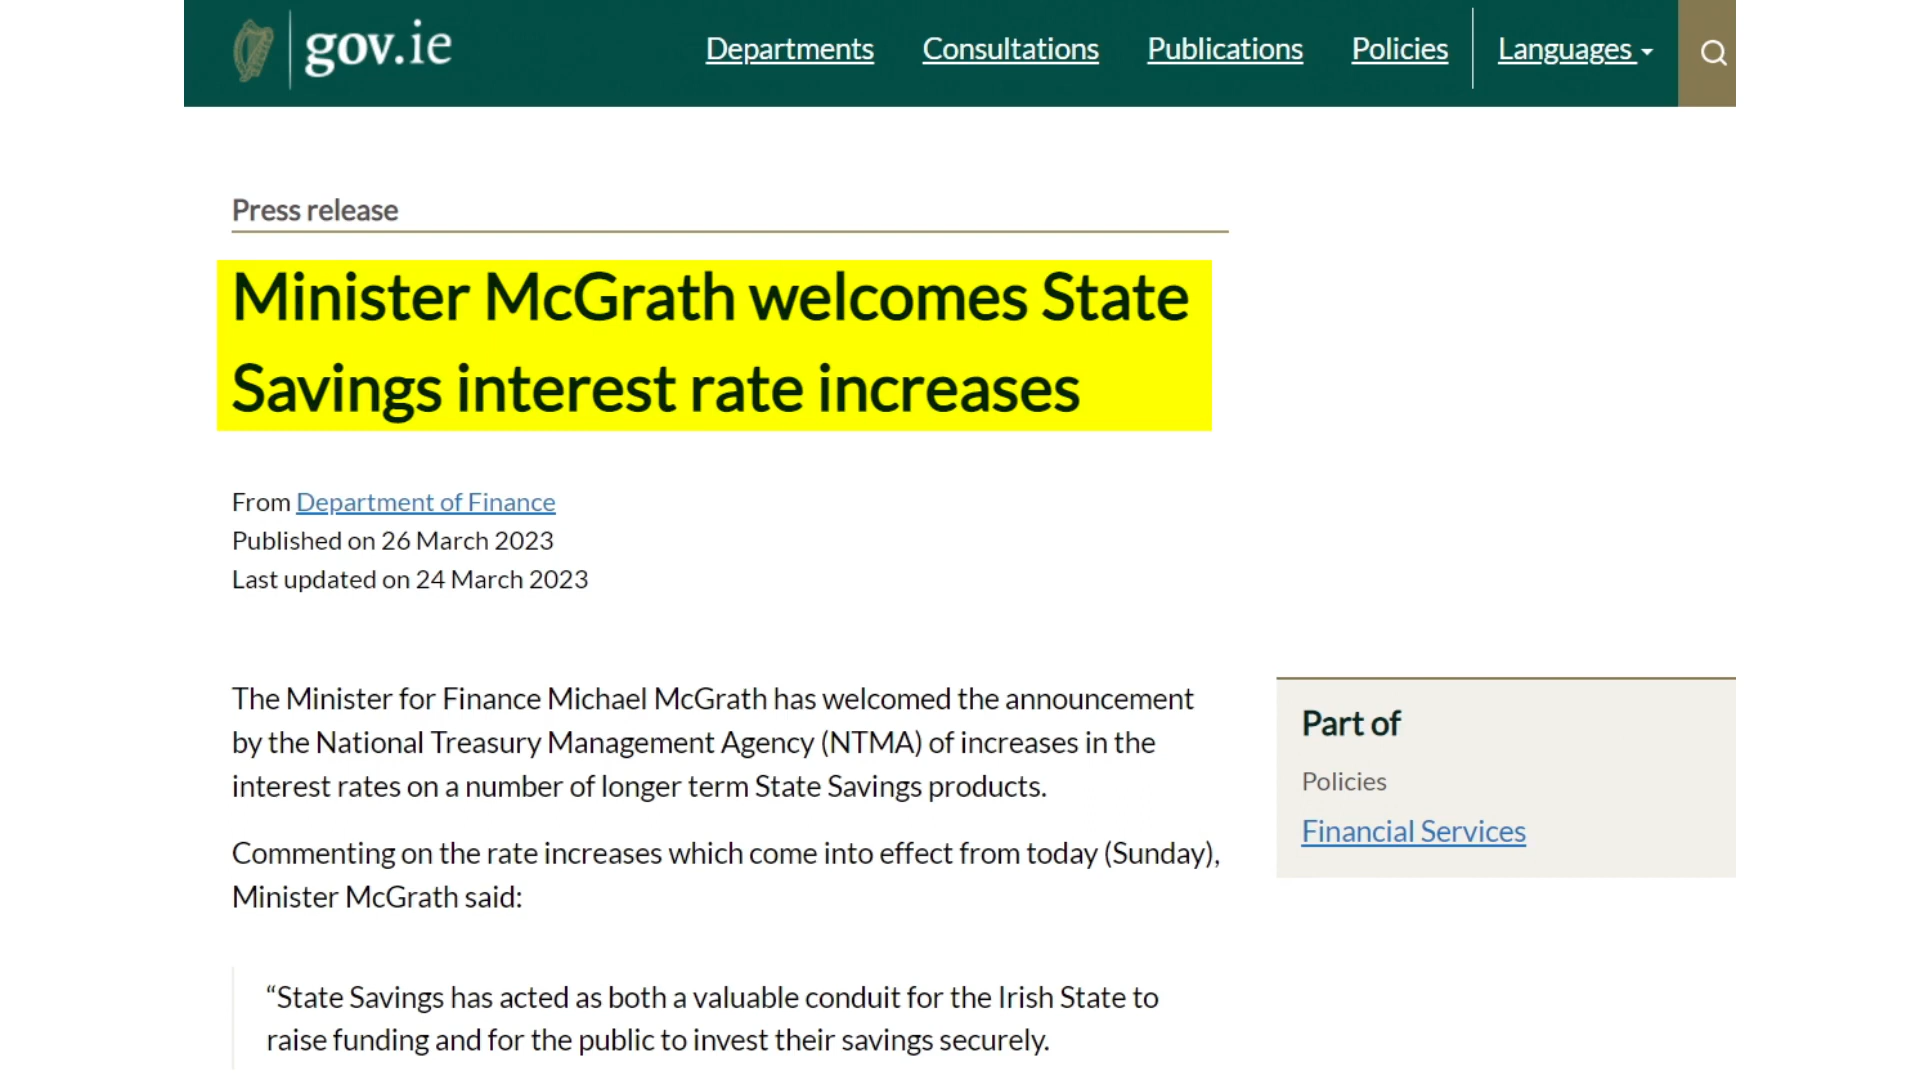 gov.ie
Departments Consultations Publications Policies Languages
Press release
Minister McGrath welcomes State
Savings interest rate increases
From Department of Finance
Published on 26 March 2023
Last updated on 24 March 2023
The Minister for Finance Michael McGrath has welcomed the announcement
by the National Treasury Management Agency (NTMA) of increases in the
interest rates on a number of longer term State Savings products.
Commenting on the rate increases which come into effect from today (Sunday),
Minister McGrath said:
“State Savings has acted as both a valuable conduit for the Irish State to
raise funding and for the public to invest their savings securely.
Part of
Policies
Financial Services